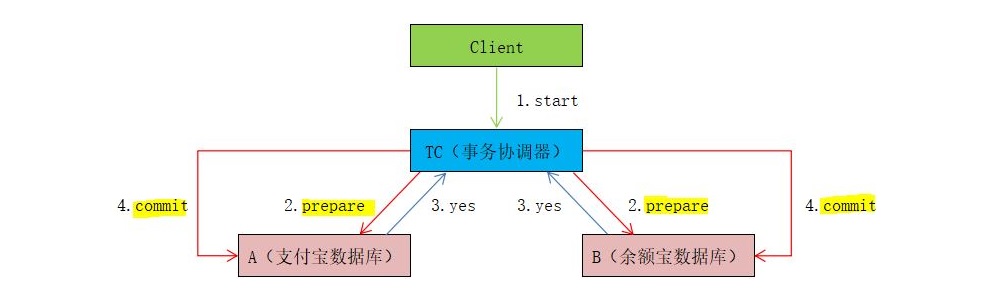 Client
1.start
TC（事务协调器）
4.commit
2.prepare
3.yes
3.yes
2.prepare
4.commit
A（支付宝数据库）
B（余额宝数据库）